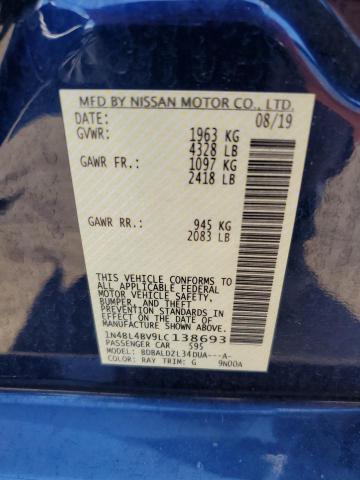 MFD BY NISSAN MOTOR CO., LTD.
DATE: 08/19
GVWR: 1963 KG
4328 LB
GAWR FR.: 1097 KG
2418 LB
GAWR RR.: 945 KG
2083 LB
THIS VEHICLE CONFORMS TO
ALL APPLICABLE FEDERAL
MOTOR VEHICLE SAFETY,
BUMPER, AND THEFT
PREVENTION STANDARDS IN
EFFECT ON THE DATE OF
MANUFACTURE SHOWN ABOVE.
1N4BL4BV9LC138693
PASSENGER CAR 595
MODEL: BDBALDZL34DUA---A-
COLOR: RAY TRIM: G 9N00A